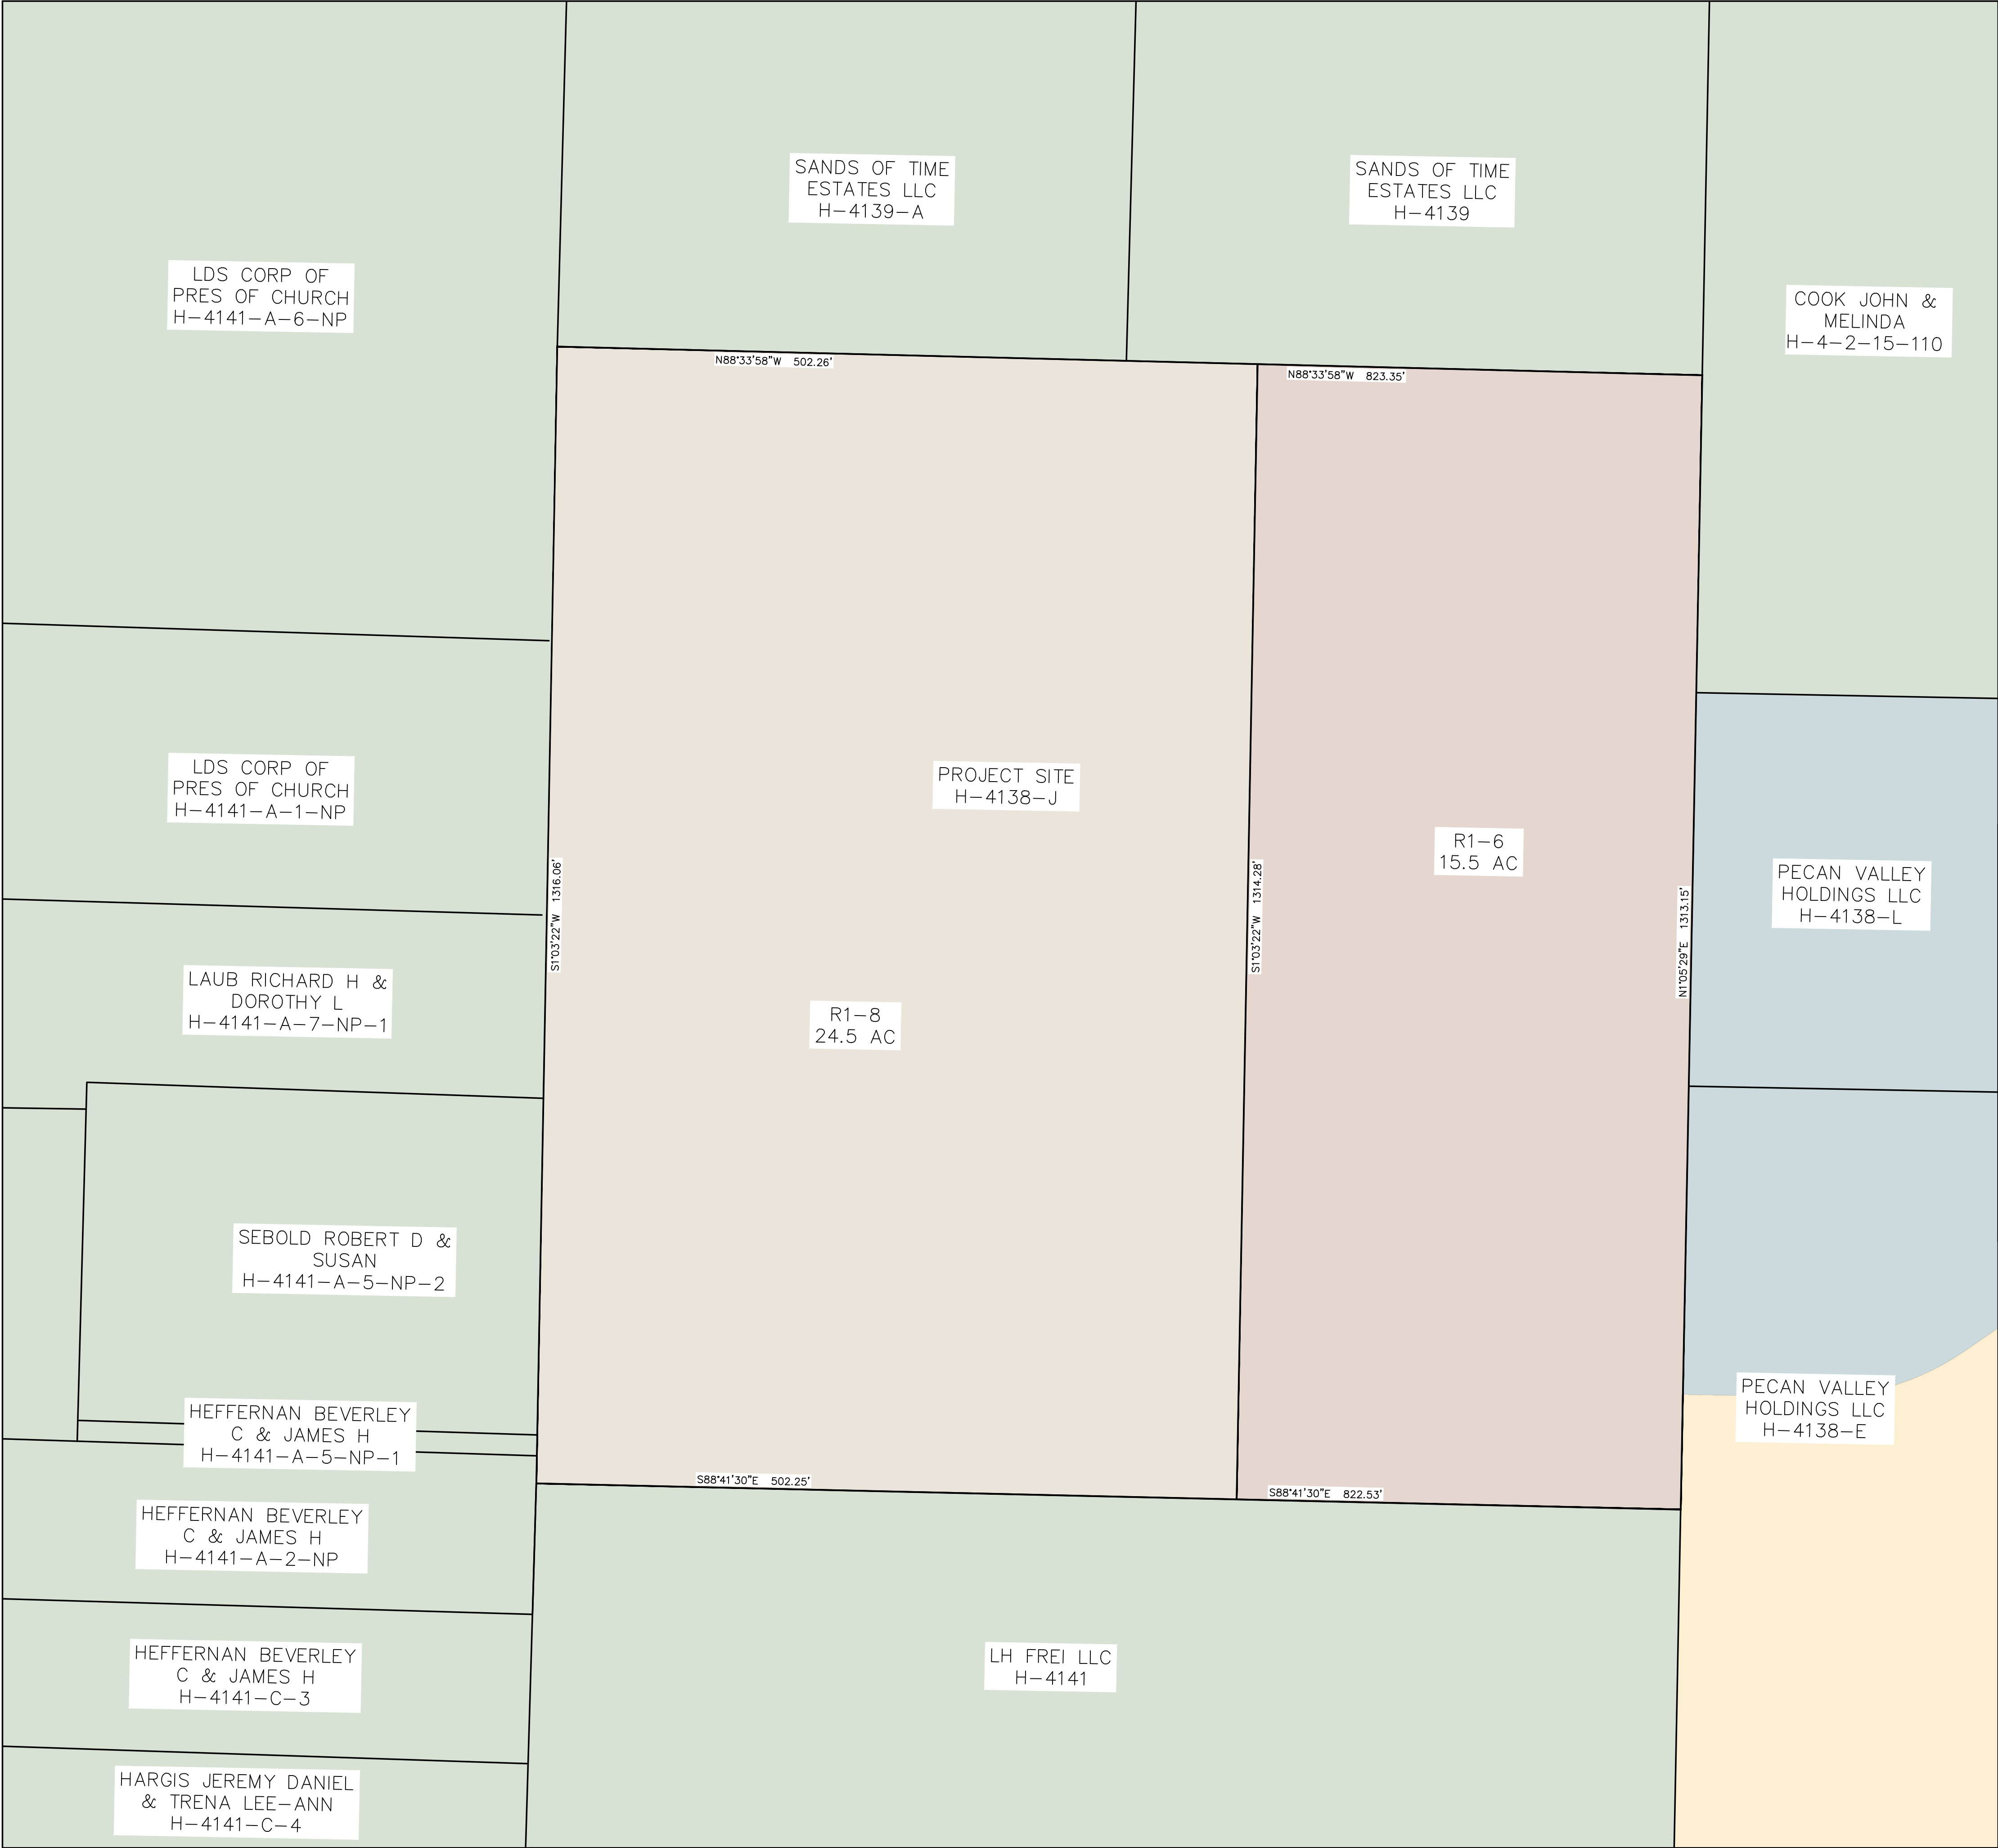 SANDS OF TIME
ESTATES LLC
H-4139-A
SANDS OF TIME
ESTATES LLC
H-4139
LDS CORP OF
PRES OF CHURCH
H-4141-A-6-NP
COOK JOHN &
MELINDA
H-4-2-15-110
N88°33'58"W 502.26'
N88°33'58"W 823.35'
LDS CORP OF
PRES OF CHURCH
H-4141-A-1-NP
PROJECT SITE
H-4138-J
R1-6
15.5 AC
PECAN VALLEY
HOLDINGS LLC
H-4138-L
S1°03'22"W 1316.06'
S1°03'22"W 1314.28'
N1°05'29"E 1313.15'
LAUB RICHARD H &
DOROTHY L
H-4141-A-7-NP-1
R1-8
24.5 AC
SEBOLD ROBERT D &
SUSAN
H-4141-A-5-NP-2
HEFFERNAN BEVERLEY
C & JAMES H
H-4141-A-5-NP-1
PECAN VALLEY
HOLDINGS LLC
H-4138-E
S88°41'30"E 502.25'
S88°41'30"E 822.53'
HEFFERNAN BEVERLEY
C & JAMES H
H-4141-A-2-NP
HEFFERNAN BEVERLEY
C & JAMES H
H-4141-C-3
LH FREI LLC
H-4141
HARGIS JEREMY DANIEL
& TRENA LEE-ANN
H-4141-C-4